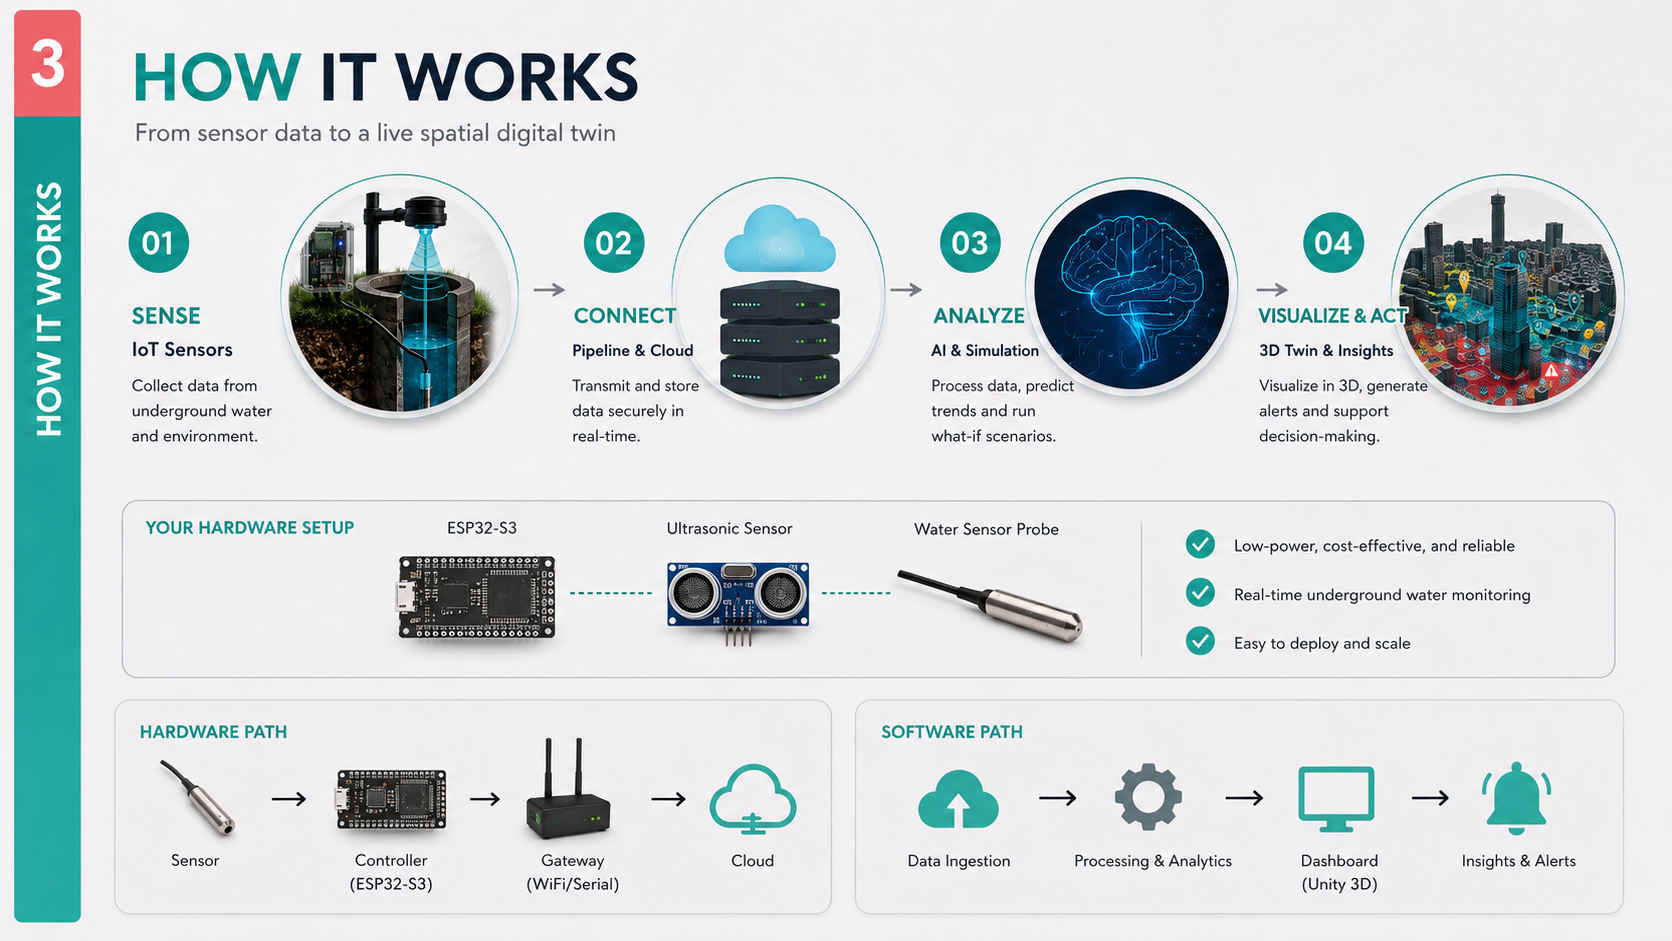 3
HOW IT WORKS
HOW IT WORKS
From sensor data to a live spatial digital twin
01
SENSE
IoT Sensors
Collect data from
underground water
and environment.
02
CONNECT
Pipeline & Cloud
Transmit and store
data securely in
real-time.
03
ANALYZE
AI & Simulation
Process data, predict
trends and run
what-if scenarios.
04
VISUALIZE & ACT
3D Twin & Insights
Visualize in 3D, generate
alerts and support
decision-making.
YOUR HARDWARE SETUP
ESP32-S3
Ultrasonic Sensor
Water Sensor Probe
Low-power, cost-effective, and reliable
Real-time underground water monitoring
Easy to deploy and scale
HARDWARE PATH
Sensor
Controller
(ESP32-S3)
Gateway
(WiFi/Serial)
Cloud
SOFTWARE PATH
Data Ingestion
Processing & Analytics
Dashboard
(Unity 3D)
Insights & Alerts